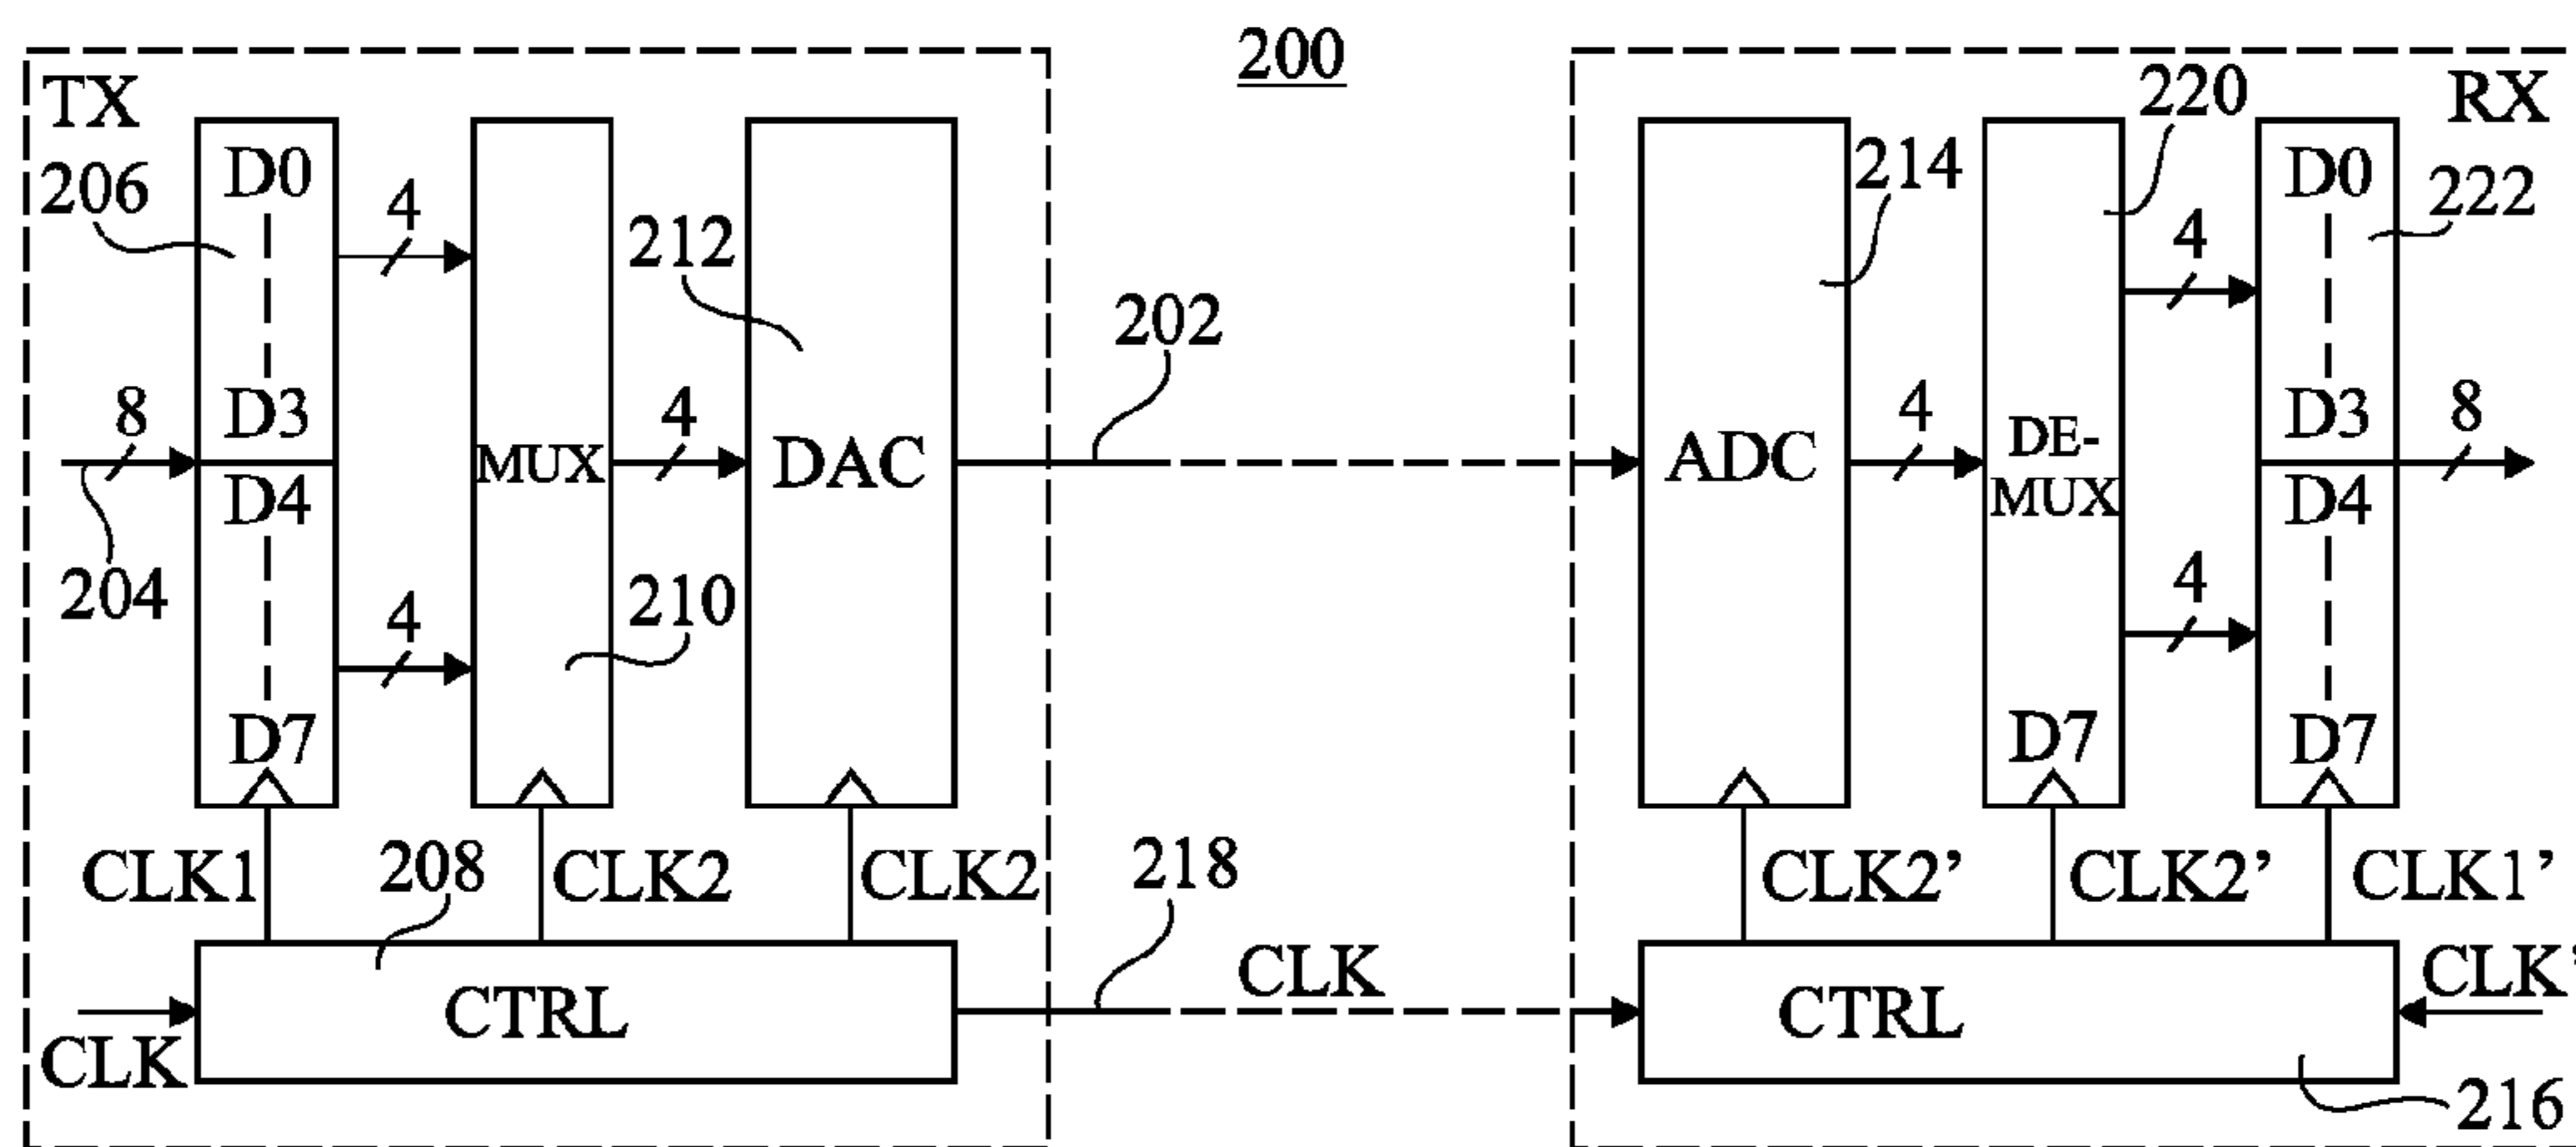 200
TX
RX
220
206
D0
4
212
214
D0
222
4
4
202
8
D3
4
4
8
D3
MUX
DAC
ADC
DE-
MUX
D4
D4
204
4
210
4
D7
D7
D7
CLK1
208
CLK2
CLK2
218
CLK2’
CLK2’
CLK1’
CLK
CTRL
CLK
CTRL
CLK’
216